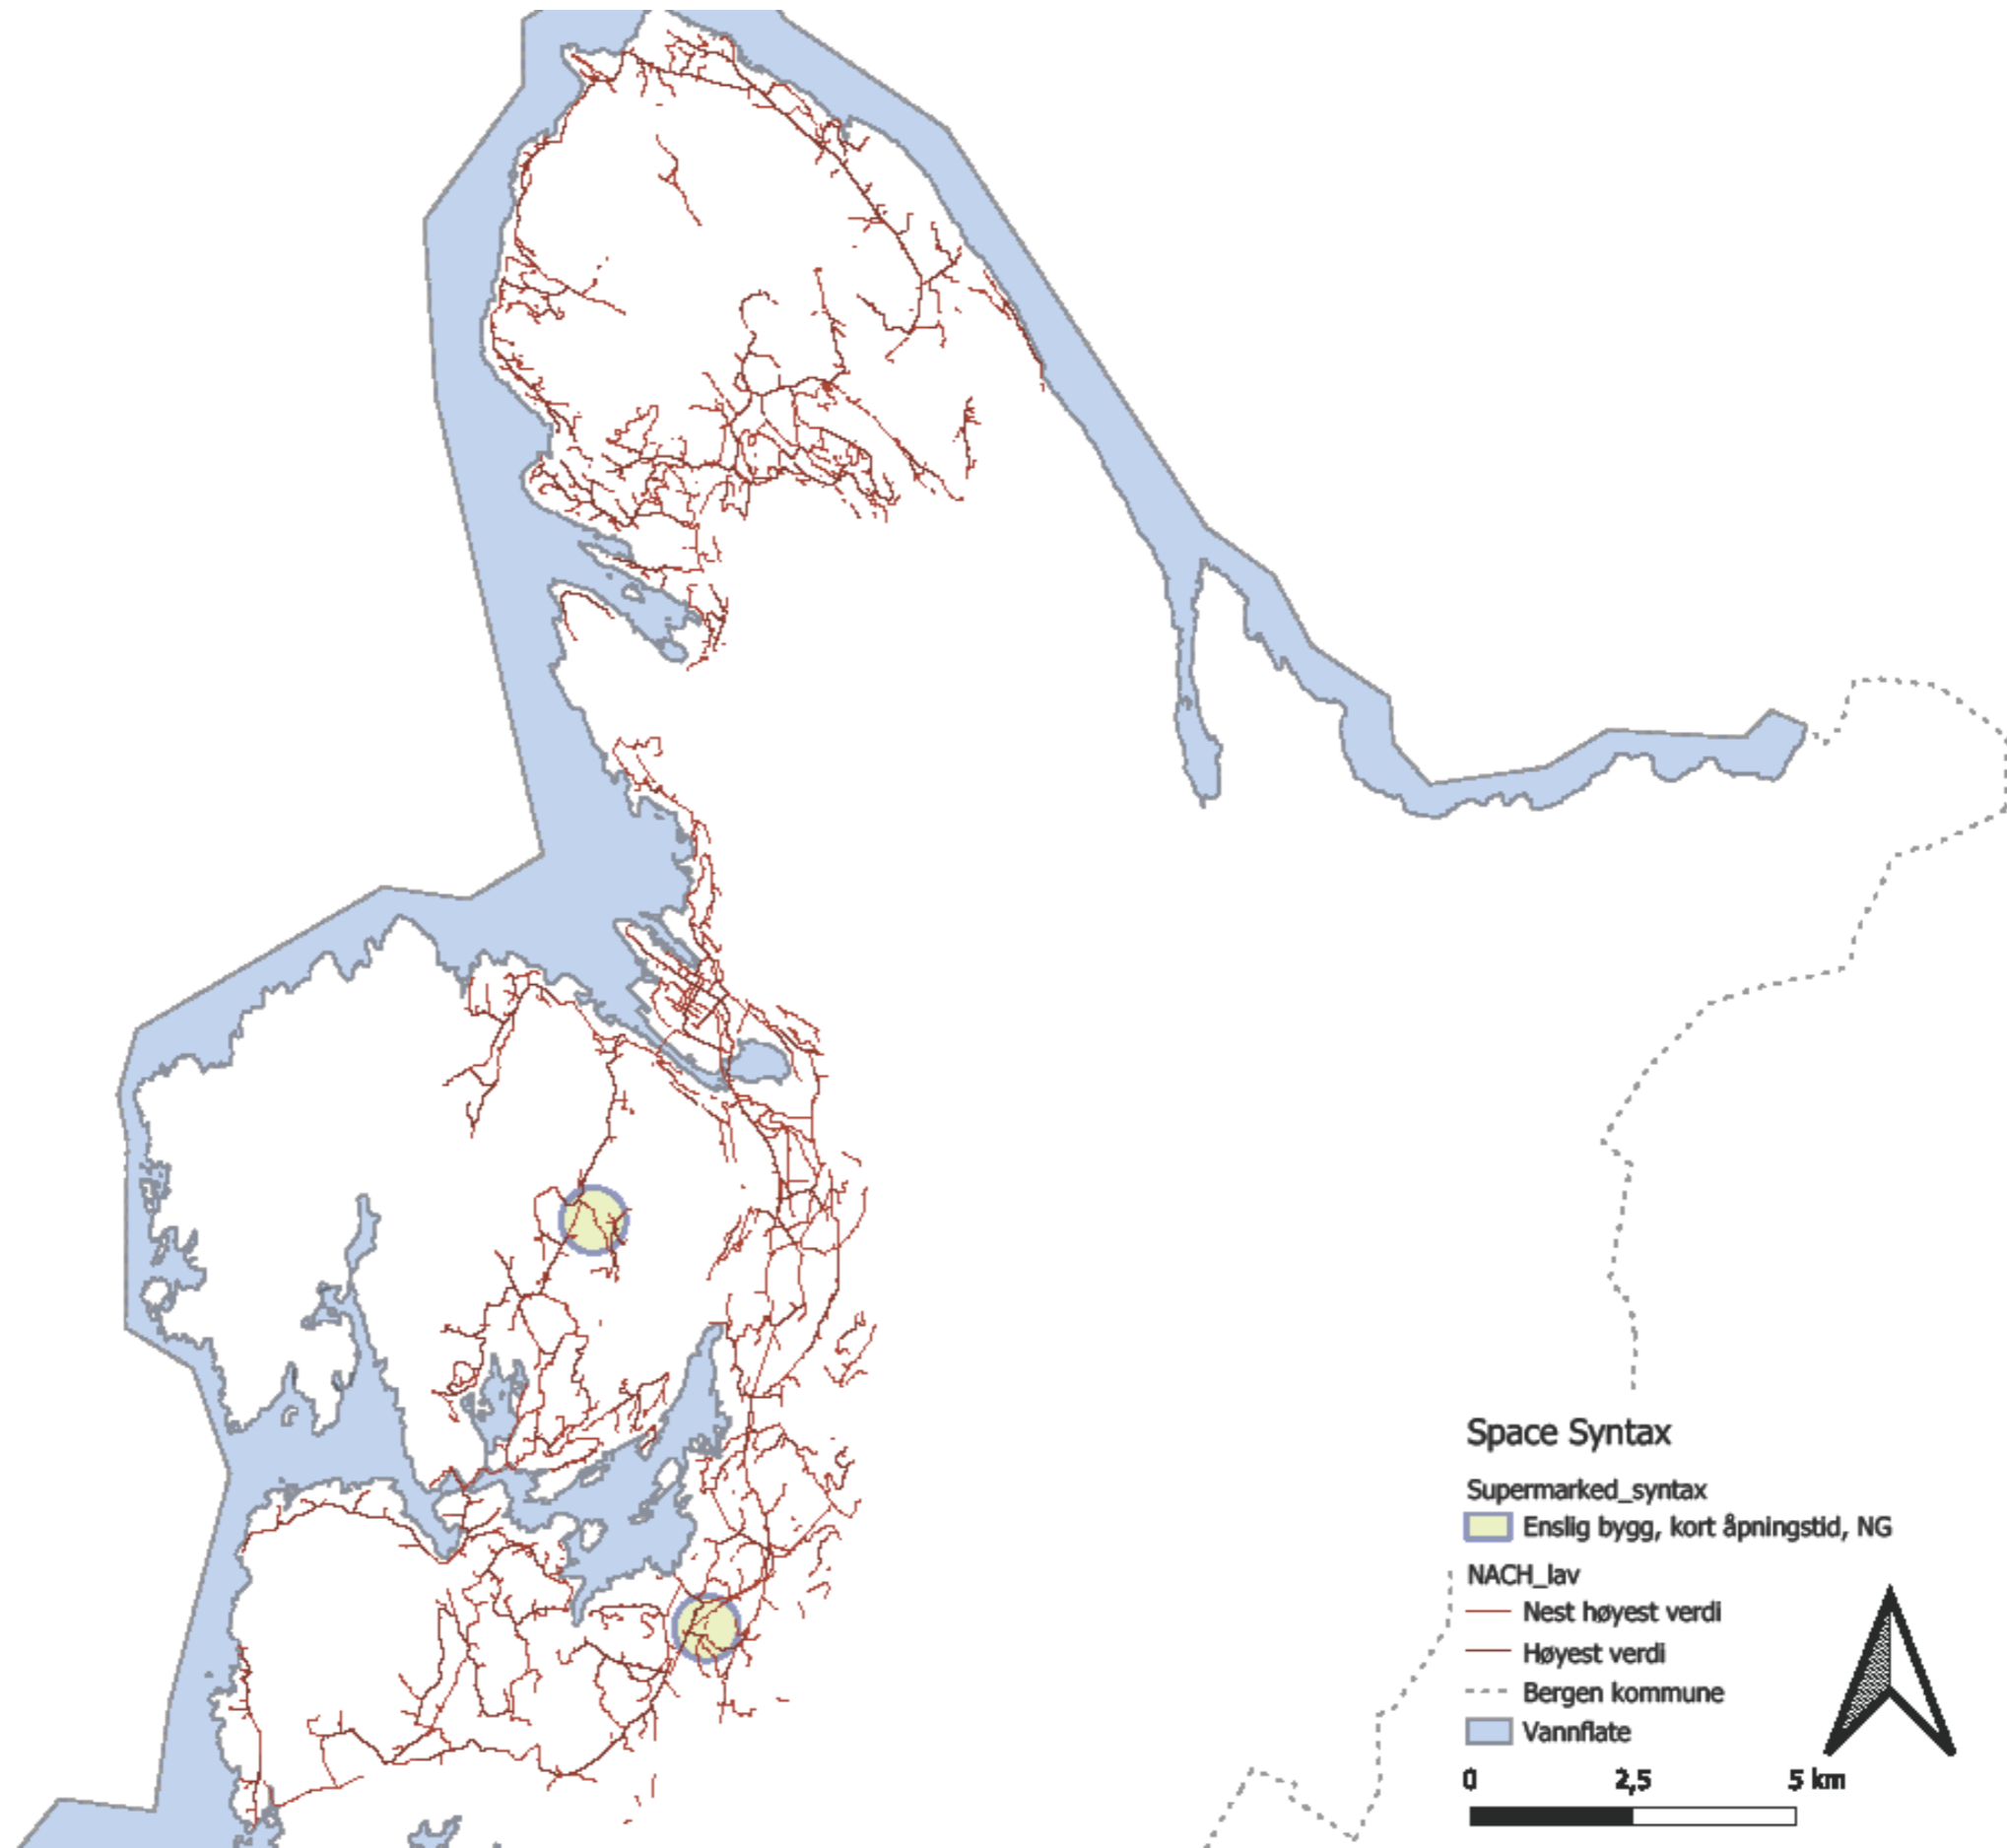 Space Syntax
Supermarked_syntax
Enslig bygg, kort åpningstid, NG
NACH_lav
Nest høyest verdi
Høyest verdi
Bergen kommune
Vannflate
0 2,5 5 km